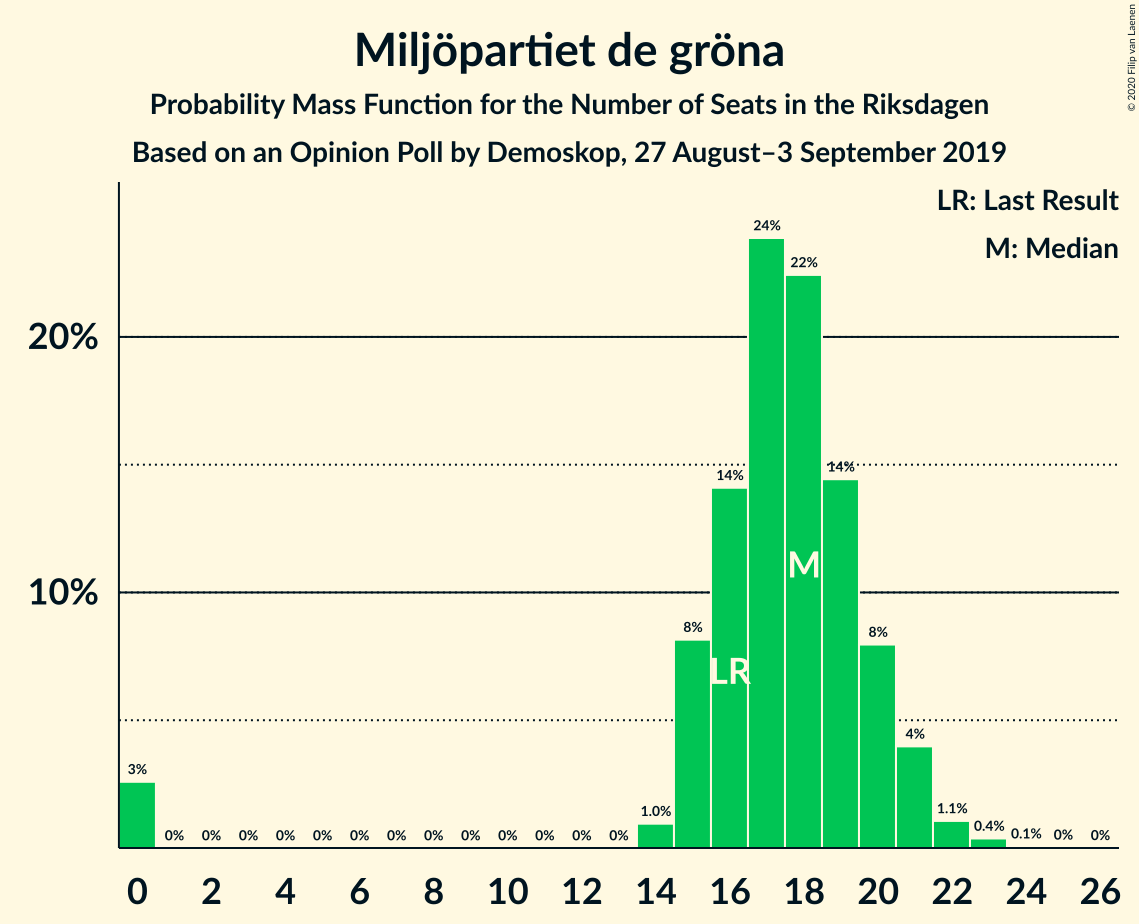 Miljöpartiet de gröna
Probability Mass Function for the Number of Seats in the Riksdagen
Based on an Opinion Poll by Demoskop, 27 August–3 September 2019
© 2020 Filip van Laenen
LR: Last Result
M: Median
20%
10%
3% 0% 0% 0% 0% 0% 0% 0% 0% 0% 0% 0% 0% 0% 1.0% 8% 14% 24% 22% 14% 8% 4% 1.1% 0.4% 0.1% 0% 0%
M
LR
0 2 4 6 8 10 12 14 16 18 20 22 24 26